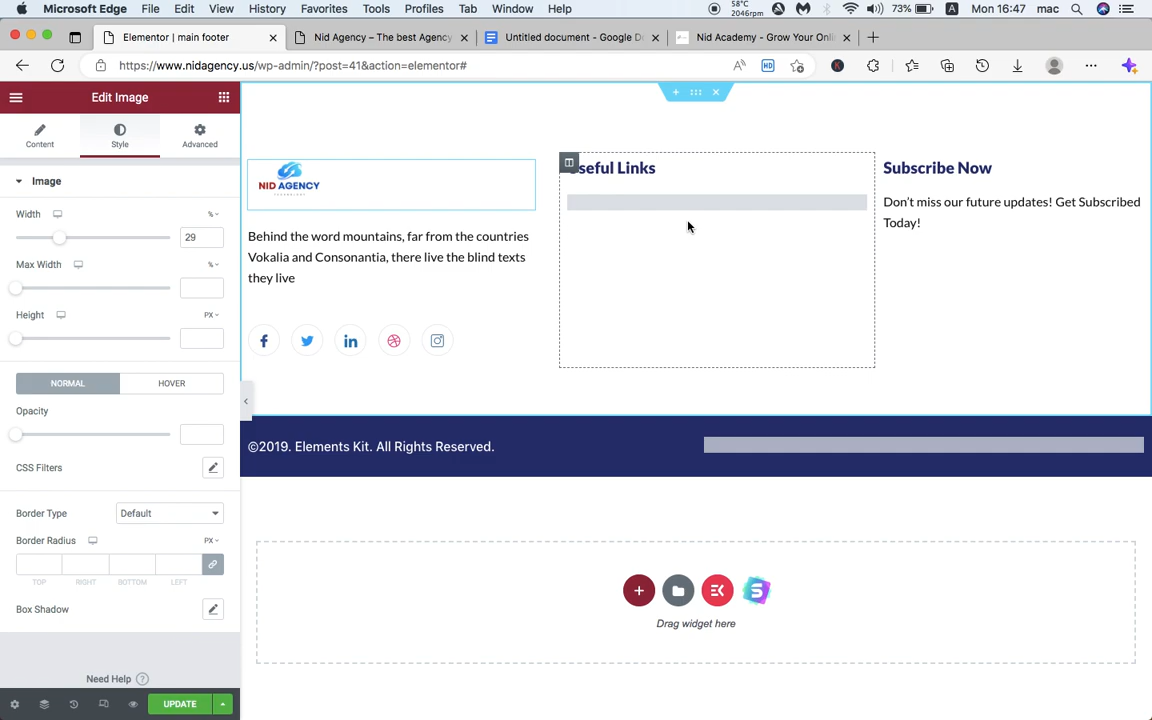 Microsoft Edge File Edit View History Favorites Tools Profiles Tab Window Help
58°C
2046rpm
73%
A
Mon 16:47 mac
Elementor | main footer
Nid Agency – The best Agency
Untitled document - Google D
Nid Academy - Grow Your Onli
https://www.nidagency.us/wp-admin/?post=41&action=elementor#
HD
K
Edit Image
Content
Style
Advanced
Image
Width
%
29
Max Width
%
Height
PX
NORMAL
HOVER
Opacity
CSS Filters
Border Type
Default
Border Radius
PX
TOP
RIGHT
BOTTOM
LEFT
Box Shadow
Need Help
UPDATE
NID AGENCY
Behind the word mountains, far from the countries
Vokalia and Consonantia, there live the blind texts
they live
seful Links
Subscribe Now
Don't miss our future updates! Get Subscribed
Today!
©2019. Elements Kit. All Rights Reserved.
Drag widget here